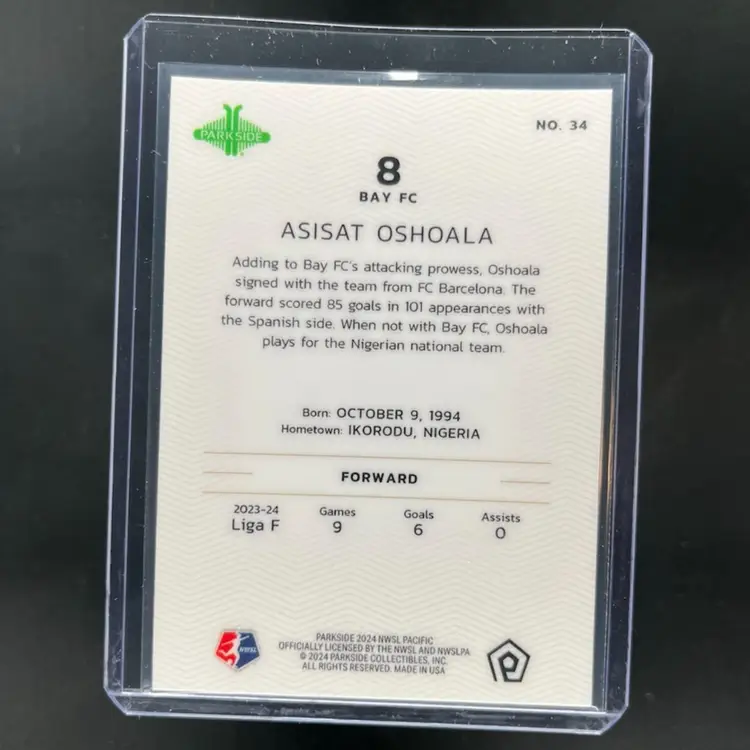 PARKSIDE
NO. 34
8
BAY FC
ASISAT OSHOALA
Adding to Bay FC's attacking prowess, Oshoala
signed with the team from FC Barcelona. The
forward scored 85 goals in 101 appearances with
the Spanish side. When not with Bay FC, Oshoala
plays for the Nigerian national team.
Born: OCTOBER 9, 1994
Hometown: IKORODU, NIGERIA
FORWARD
2023-24 Games Goals Assists
Liga F 9 6 0
NWSL
PARKSIDE 2024 NWSL PACIFIC
OFFICIALLY LICENSED BY THE NWSL AND NWSLPA
© 2024 PARKSIDE COLLECTIBLES, INC.
ALL RIGHTS RESERVED. MADE IN USA